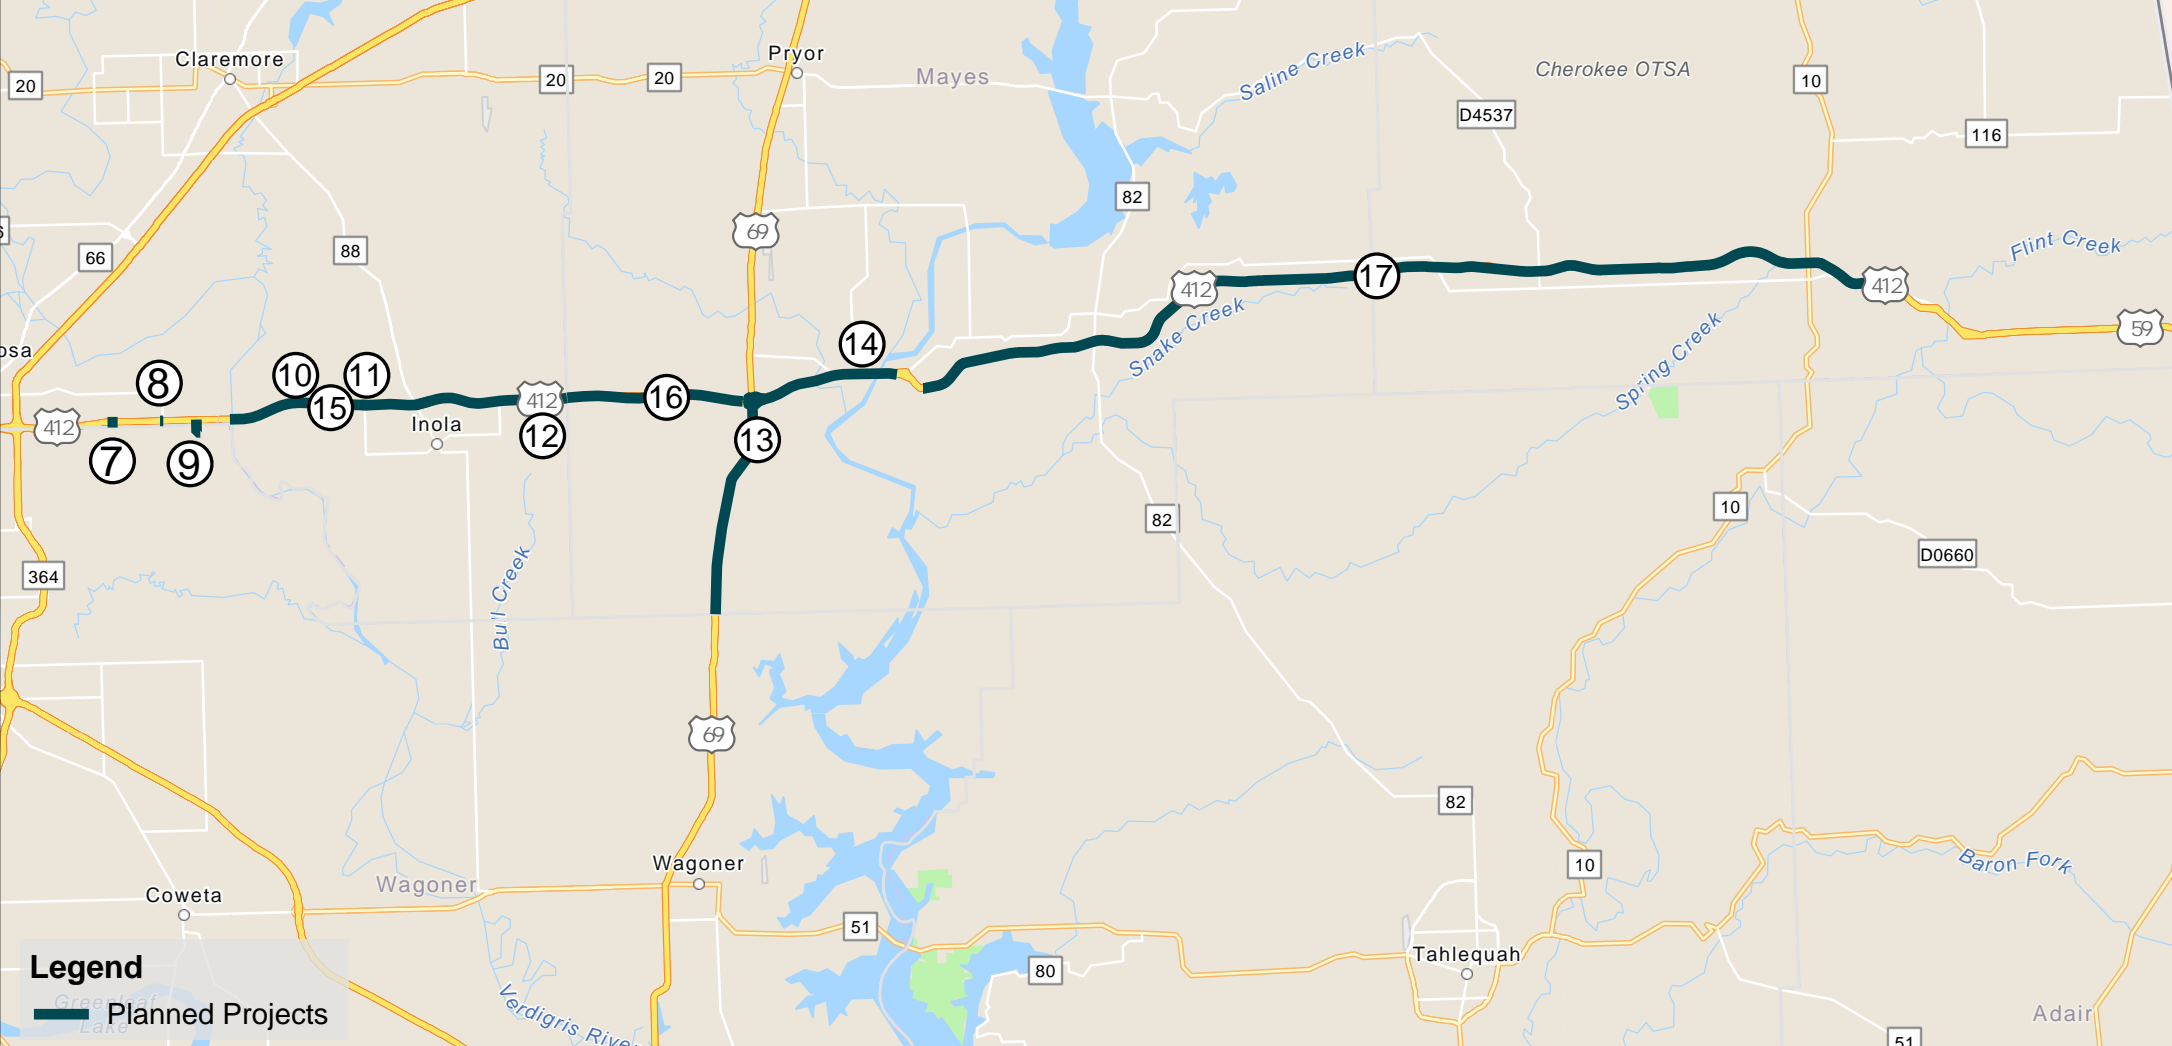 Claremore
Pryor
Mayes
Saline Creek
Cherokee OTSA
20
20
20
10
D4537
116
82
69
88
66
Flint Creek
412
17
412
osa
14
Snake Creek
Spring Creek
59
8
10
11
15
412
16
412
Inola
12
13
7
9
82
10
D0660
364
Bull Creek
69
82
Wagoner
10
Baron Fork
Wagoner
Coweta
51
Tahlequah
80
Legend
Greenleaf
Lake
Planned Projects
Verdigris River
Adair
51